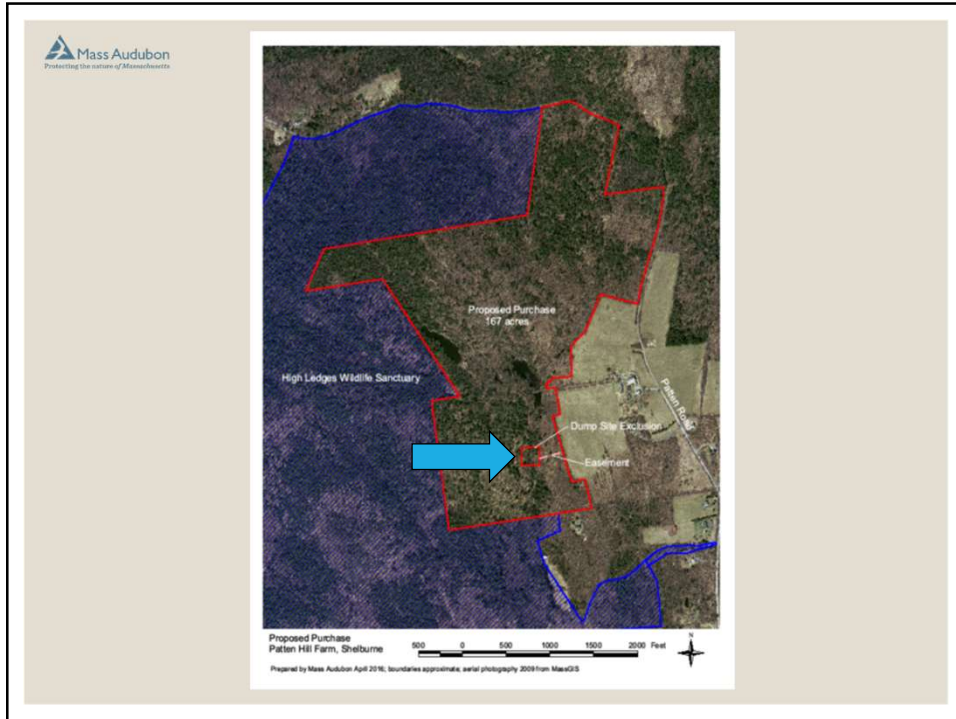 Mass Audubon
Protecting the nature of Massachusetts
Proposed Purchase
167 acres
High Ledges Wildlife Sanctuary
Patten Road
Dump Site Exclusion
Easement
Proposed Purchase
Patten Hill Farm, Shelburne
500 0 500 1000 1500 2000 Feet
N
Prepared by Mass Audubon April 2016; boundaries approximate; aerial photography 2009 from MassGIS